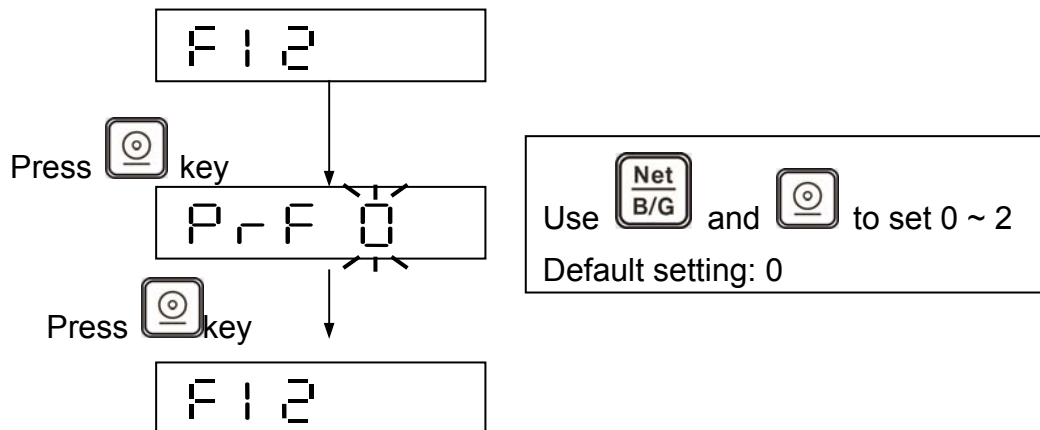 F12
Press key
PrF 0
Press key
F12
Use Net B/G and to set 0 ~ 2
Default setting: 0